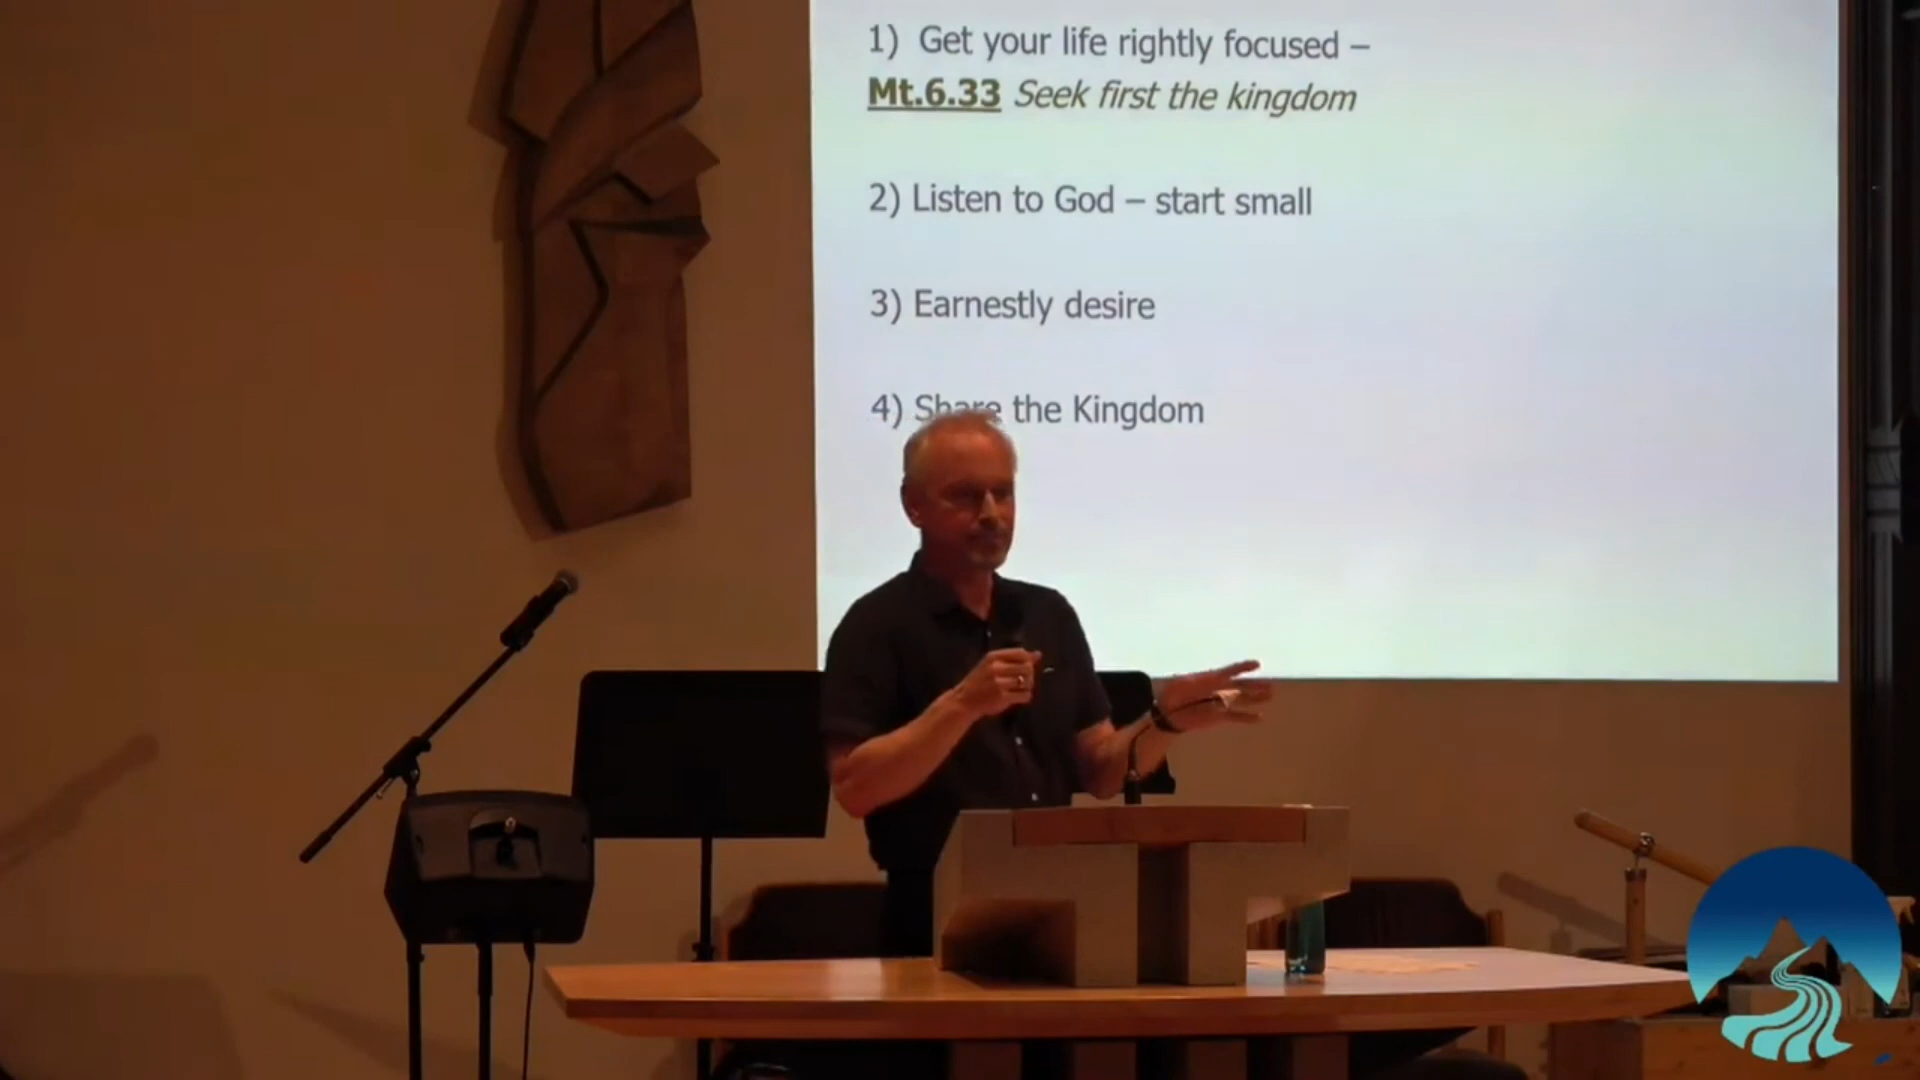 1) Get your life rightly focused –
Mt.6.33 Seek first the kingdom
2) Listen to God – start small
3) Earnestly desire
4) Share the Kingdom